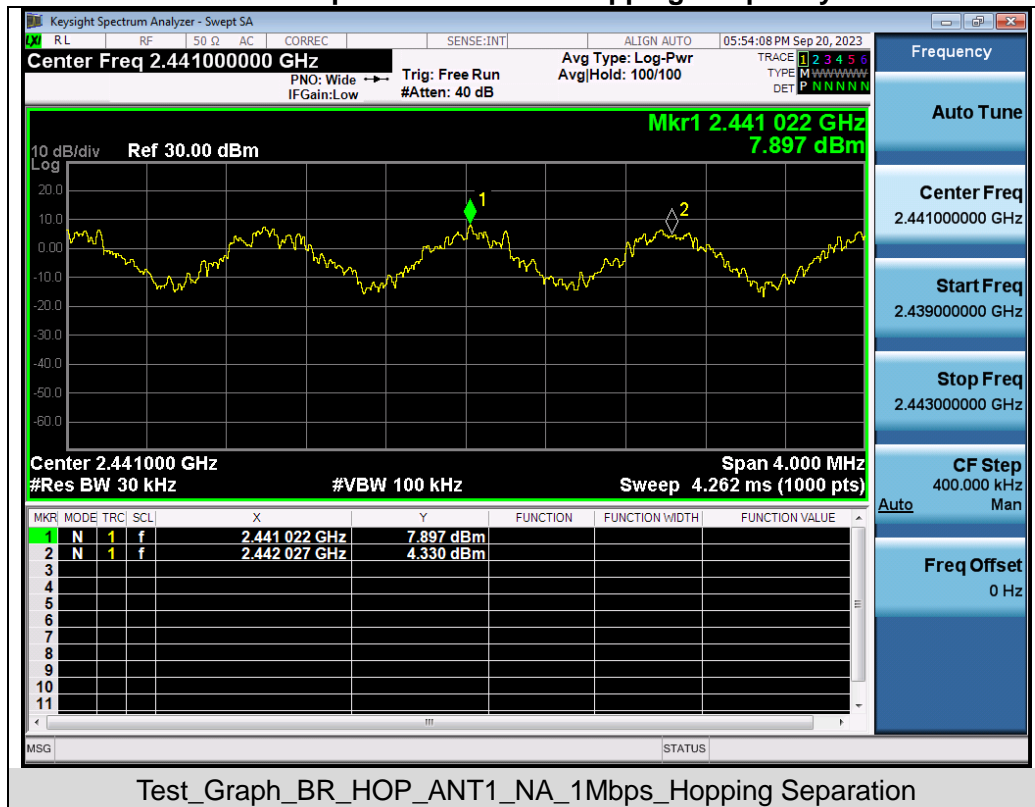 Keysight Spectrum Analyzer - Swept SA
LXI RL RF 50 Ω AC CORREC SENSE:INT ALIGN AUTO 05:54:08 PM Sep 20, 2023
Center Freq 2.441000000 GHz
PNO: Wide
IFGain:Low
Trig: Free Run
#Atten: 40 dB
Avg Type: Log-Pwr
Avg|Hold: 100/100
TRACE 1 2 3 4 5 6
TYPE M WWWWW
DET P N N N N N
Mkr1 2.441 022 GHz
7.897 dBm
10 dB/div Ref 30.00 dBm
Log
20.0
10.0
0.00
-10.0
-20.0
-30.0
-40.0
-50.0
-60.0
1
2
Center 2.441000 GHz Span 4.000 MHz
#Res BW 30 kHz #VBW 100 kHz Sweep 4.262 ms (1000 pts)
MKR MODE TRC SCL X Y FUNCTION FUNCTION WIDTH FUNCTION VALUE
1 N 1 f 2.441 022 GHz 7.897 dBm
2 N 1 f 2.442 027 GHz 4.330 dBm
3
4
5
6
7
8
9
10
11
MSG STATUS
Frequency
Auto Tune
Center Freq
2.441000000 GHz
Start Freq
2.439000000 GHz
Stop Freq
2.443000000 GHz
CF Step
400.000 kHz
Auto Man
Freq Offset
0 Hz
Test_Graph_BR_HOP_ANT1_NA_1Mbps_Hopping Separation